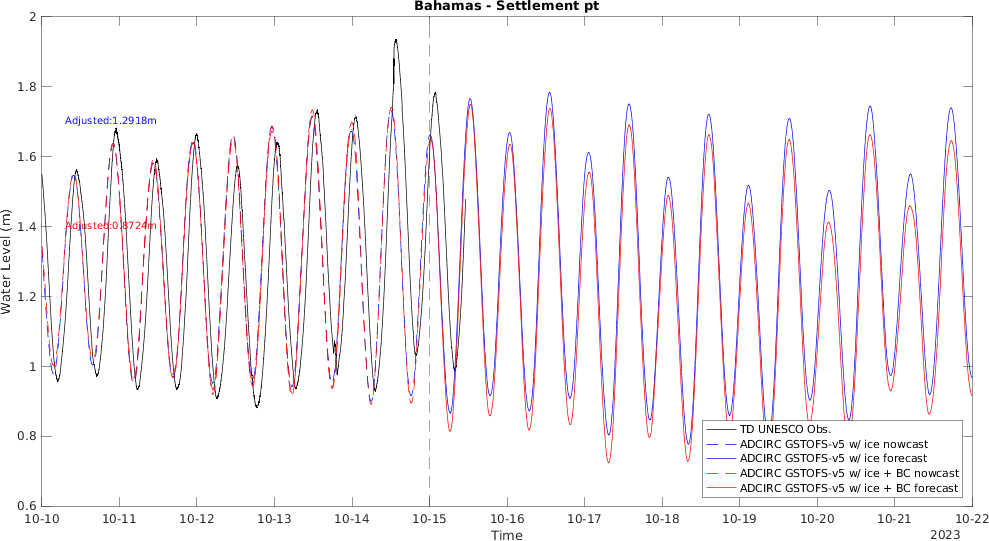 Bahamas - Settlement pt
2
1.8
1.6
1.4
1.2
1
0.8
0.6
Water Level (m)
Adjusted:1.2918m
Adjusted:0.8724m
TD UNESCO Obs.
ADCIRC GSTOFS-v5 w/ ice nowcast
ADCIRC GSTOFS-v5 w/ ice forecast
ADCIRC GSTOFS-v5 w/ ice + BC nowcast
ADCIRC GSTOFS-v5 w/ ice + BC forecast
10-10 10-11 10-12 10-13 10-14 10-15 10-16 10-17 10-18 10-19 10-20 10-21 10-22
Time
2023